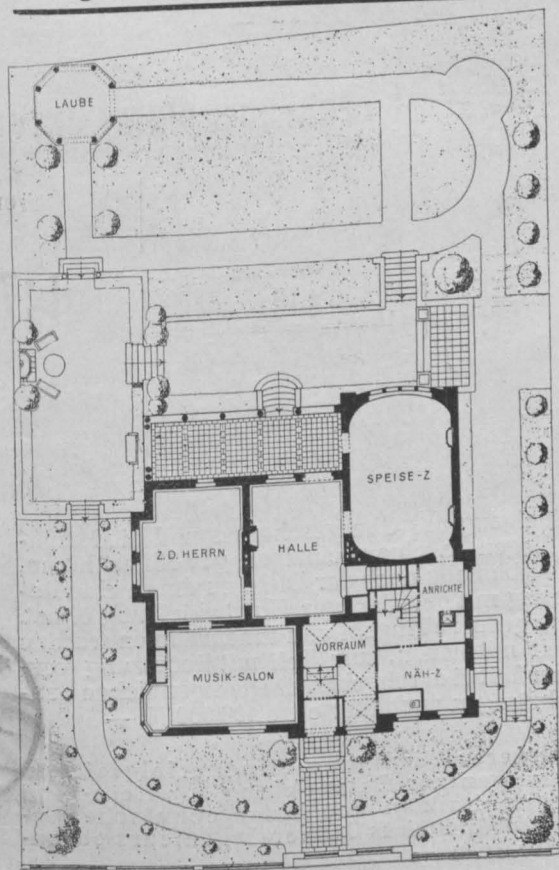 LAUBE
SPEISE-Z
Z. D. HERRN
HALLE
ANRICHTE
VORRAUM
MUSIK-SALON
NÄH-Z